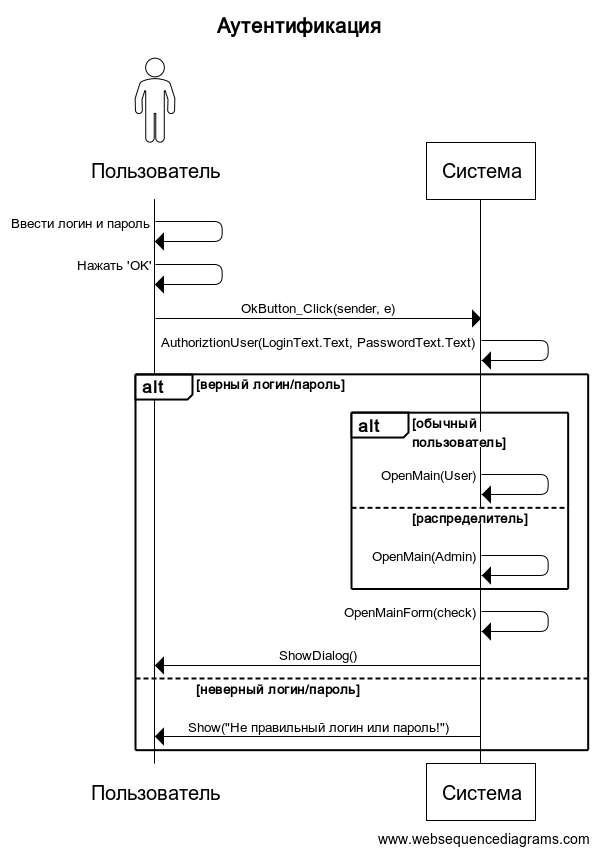 Аутентификация
Пользователь
Система
Ввести логин и пароль
Нажать 'OK'
OkButton_Click(sender, e)
AuthoriztionUser(LoginText.Text, PasswordText.Text)
alt
[верный логин/пароль]
alt
[обычный
пользователь]
OpenMain(User)
[распределитель]
OpenMain(Admin)
OpenMainForm(check)
ShowDialog()
[неверный логин/пароль]
Show("Не правильный логин или пароль!")
Пользователь
Система
www.websequencediagrams.com